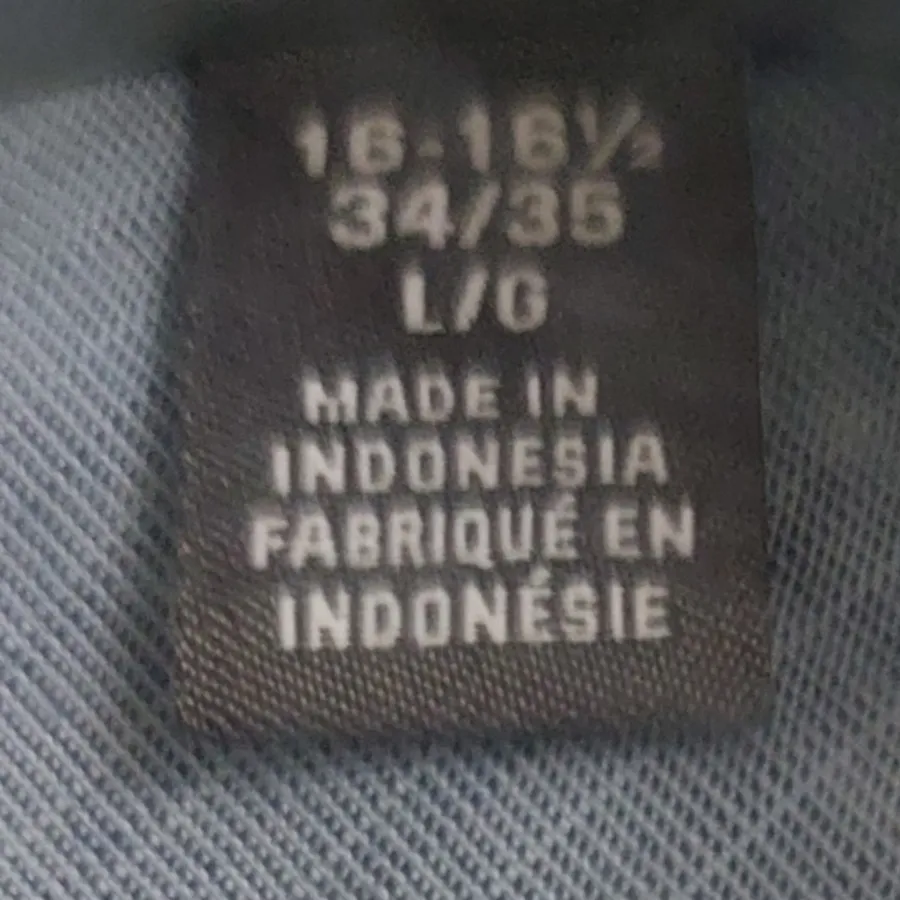 16-16½
34/35
L/G
MADE IN
INDONESIA
FABRIQUÉ EN
INDONÉSIE